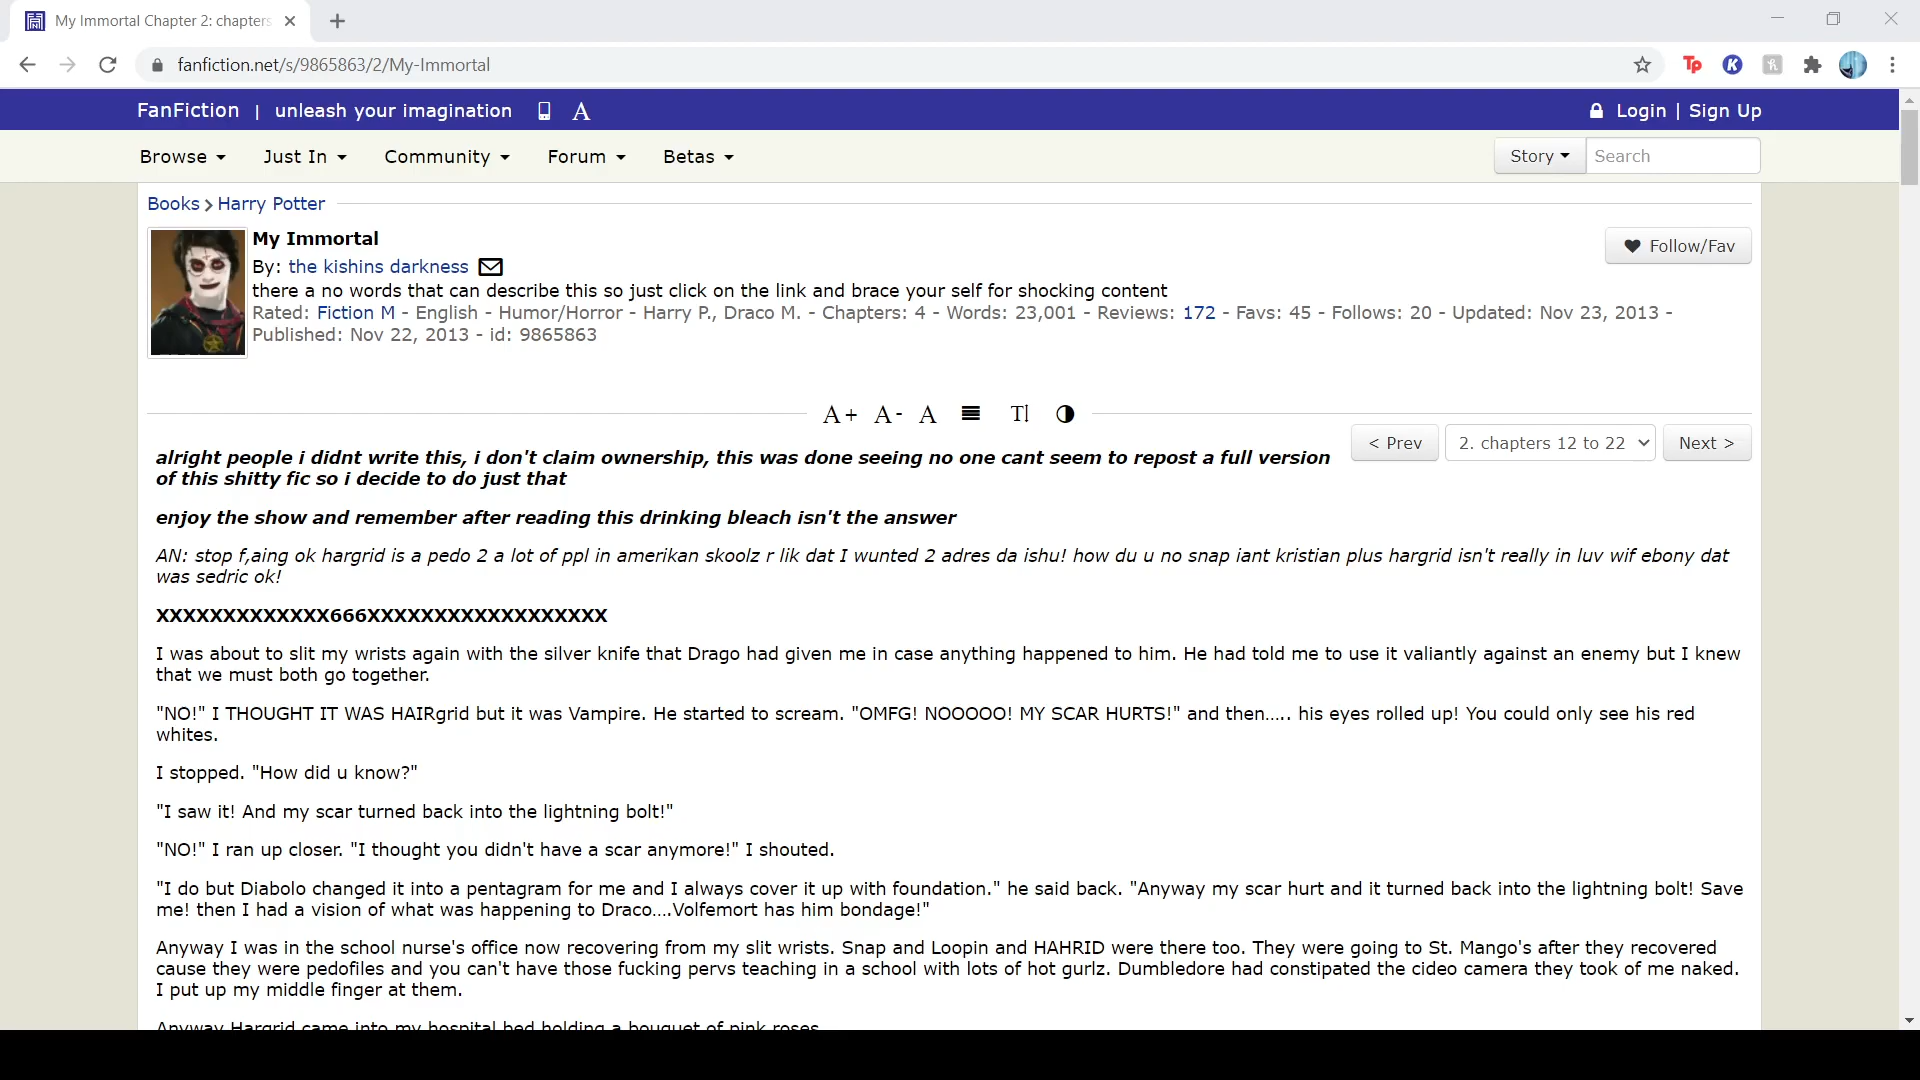 My Immortal Chapter 2: chapters
fanfiction.net/s/9865863/2/My-Immortal
FanFiction | unleash your imagination A Login | Sign Up
Browse Just In Community Forum Betas Story Search
Books > Harry Potter
My Immortal
Follow/Fav
By: the kishins darkness
there a no words that can describe this so just click on the link and brace your self for shocking content
Rated: Fiction M - English - Humor/Horror - Harry P., Draco M. - Chapters: 4 - Words: 23,001 - Reviews: 172 - Favs: 45 - Follows: 20 - Updated: Nov 23, 2013 -
Published: Nov 22, 2013 - id: 9865863
A+ A- A
< Prev 2. chapters 12 to 22 Next >
alright people i didnt write this, i don't claim ownership, this was done seeing no one cant seem to repost a full version
of this shitty fic so i decide to do just that
enjoy the show and remember after reading this drinking bleach isn't the answer
AN: stop f,aing ok hargrid is a pedo 2 a lot of ppl in amerikan skoolz r lik dat I wunted 2 adres da ishu! how du u no snap iant kristian plus hargrid isn't really in luv wif ebony dat
was sedric ok!
XXXXXXXXXXXXX666XXXXXXXXXXXXXXXXXX
I was about to slit my wrists again with the silver knife that Drago had given me in case anything happened to him. He had told me to use it valiantly against an enemy but I knew
that we must both go together.
"NO!" I THOUGHT IT WAS HAIRgrid but it was Vampire. He started to scream. "OMFG! NOOOOO! MY SCAR HURTS!" and then….. his eyes rolled up! You could only see his red
whites.
I stopped. "How did u know?"
"I saw it! And my scar turned back into the lightning bolt!"
"NO!" I ran up closer. "I thought you didn't have a scar anymore!" I shouted.
"I do but Diabolo changed it into a pentagram for me and I always cover it up with foundation." he said back. "Anyway my scar hurt and it turned back into the lightning bolt! Save
me! then I had a vision of what was happening to Draco….Volfemort has him bondage!"
Anyway I was in the school nurse's office now recovering from my slit wrists. Snap and Loopin and HAHRID were there too. They were going to St. Mango's after they recovered
cause they were pedofiles and you can't have those fucking pervs teaching in a school with lots of hot gurlz. Dumbledore had constipated the cideo camera they took of me naked.
I put up my middle finger at them.
Anyway Hargrid came into my hospital bed holding a bouquet of pink roses.